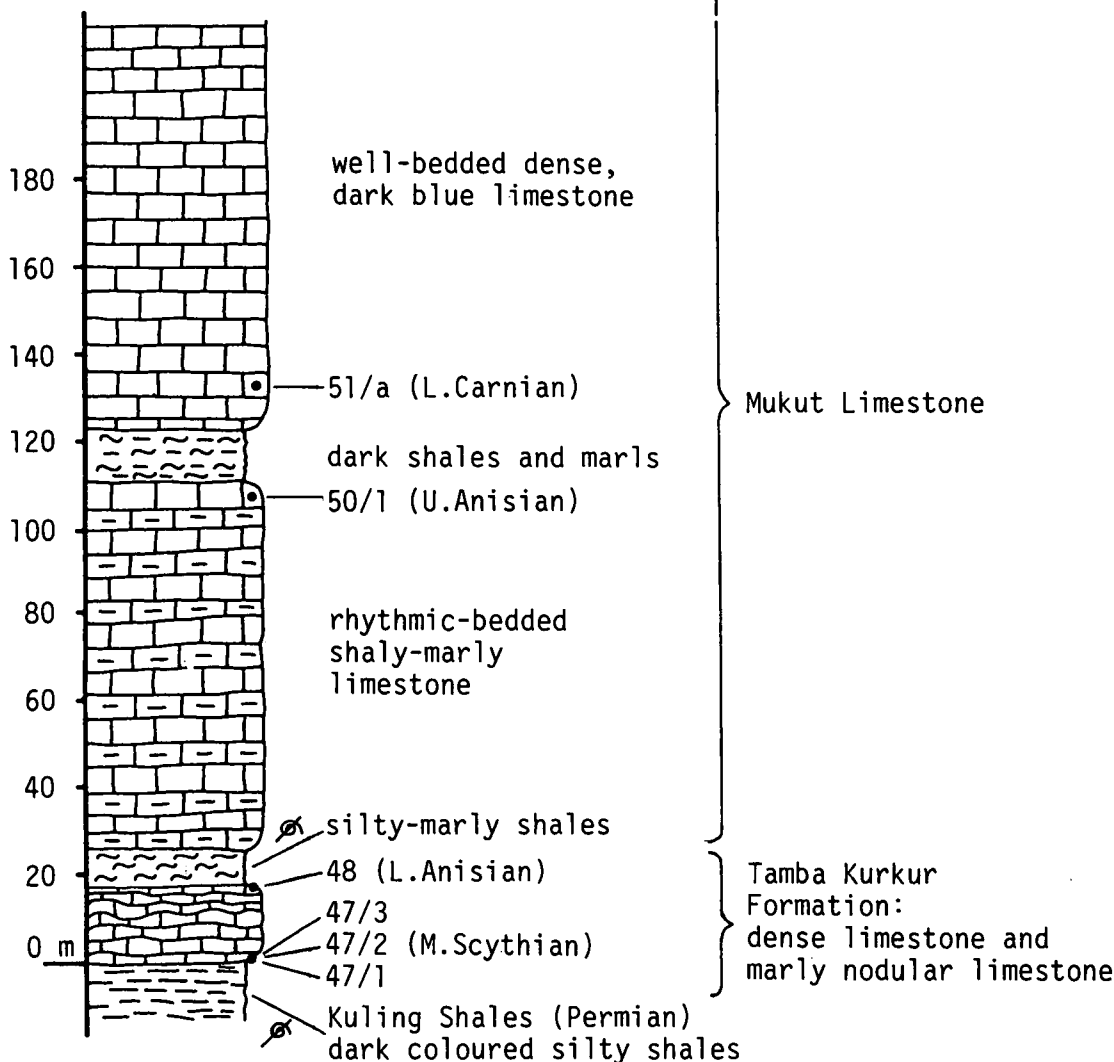 180
160
140
120
100
80
60
40
20
0 m
well-bedded dense,
dark blue limestone
51/a (L.Carnian)
dark shales and marls
50/1 (U.Anisian)
rhythmic-bedded
shaly-marly
limestone
silty-marly shales
48 (L.Anisian)
47/3
47/2 (M.Scythian)
47/1
Kuling Shales (Permian)
dark coloured silty shales
Mukut Limestone
Tamba Kurkur
Formation:
dense limestone and
marly nodular limestone